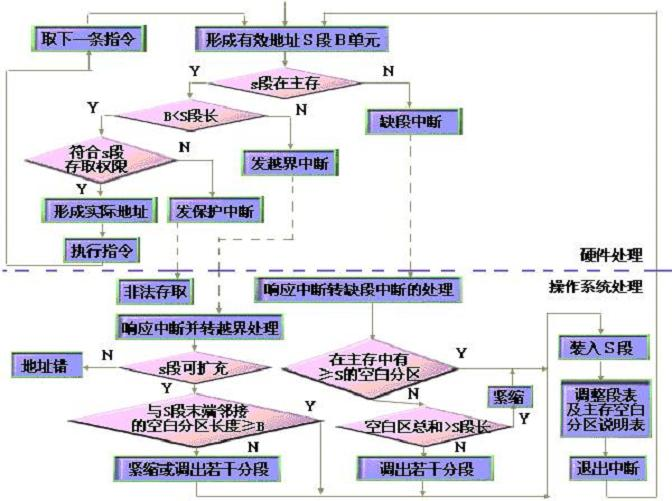 取下一条指令
形成有效地址S段B单元
Y
N
s段在主存
Y
N
B<S段长
缺段中断
符合s段
存取权限
N
发越界中断
Y
形成实际地址
发保护中断
执行指令
硬件处理
非法存取
响应中断转缺段中断的处理
操作系统处理
响应中断并转越界处理
地址错
N
s段可扩充
在主存中有
≥S的空白分区
Y
装入S段
Y
N
紧缩
调整段表
及主存空白
分区说明表
与S段末端邻接
的空白分区长度≥B
Y
空白区总和>S段长
Y
N
N
紧缩或调出若干分段
调出若干分段
退出中断